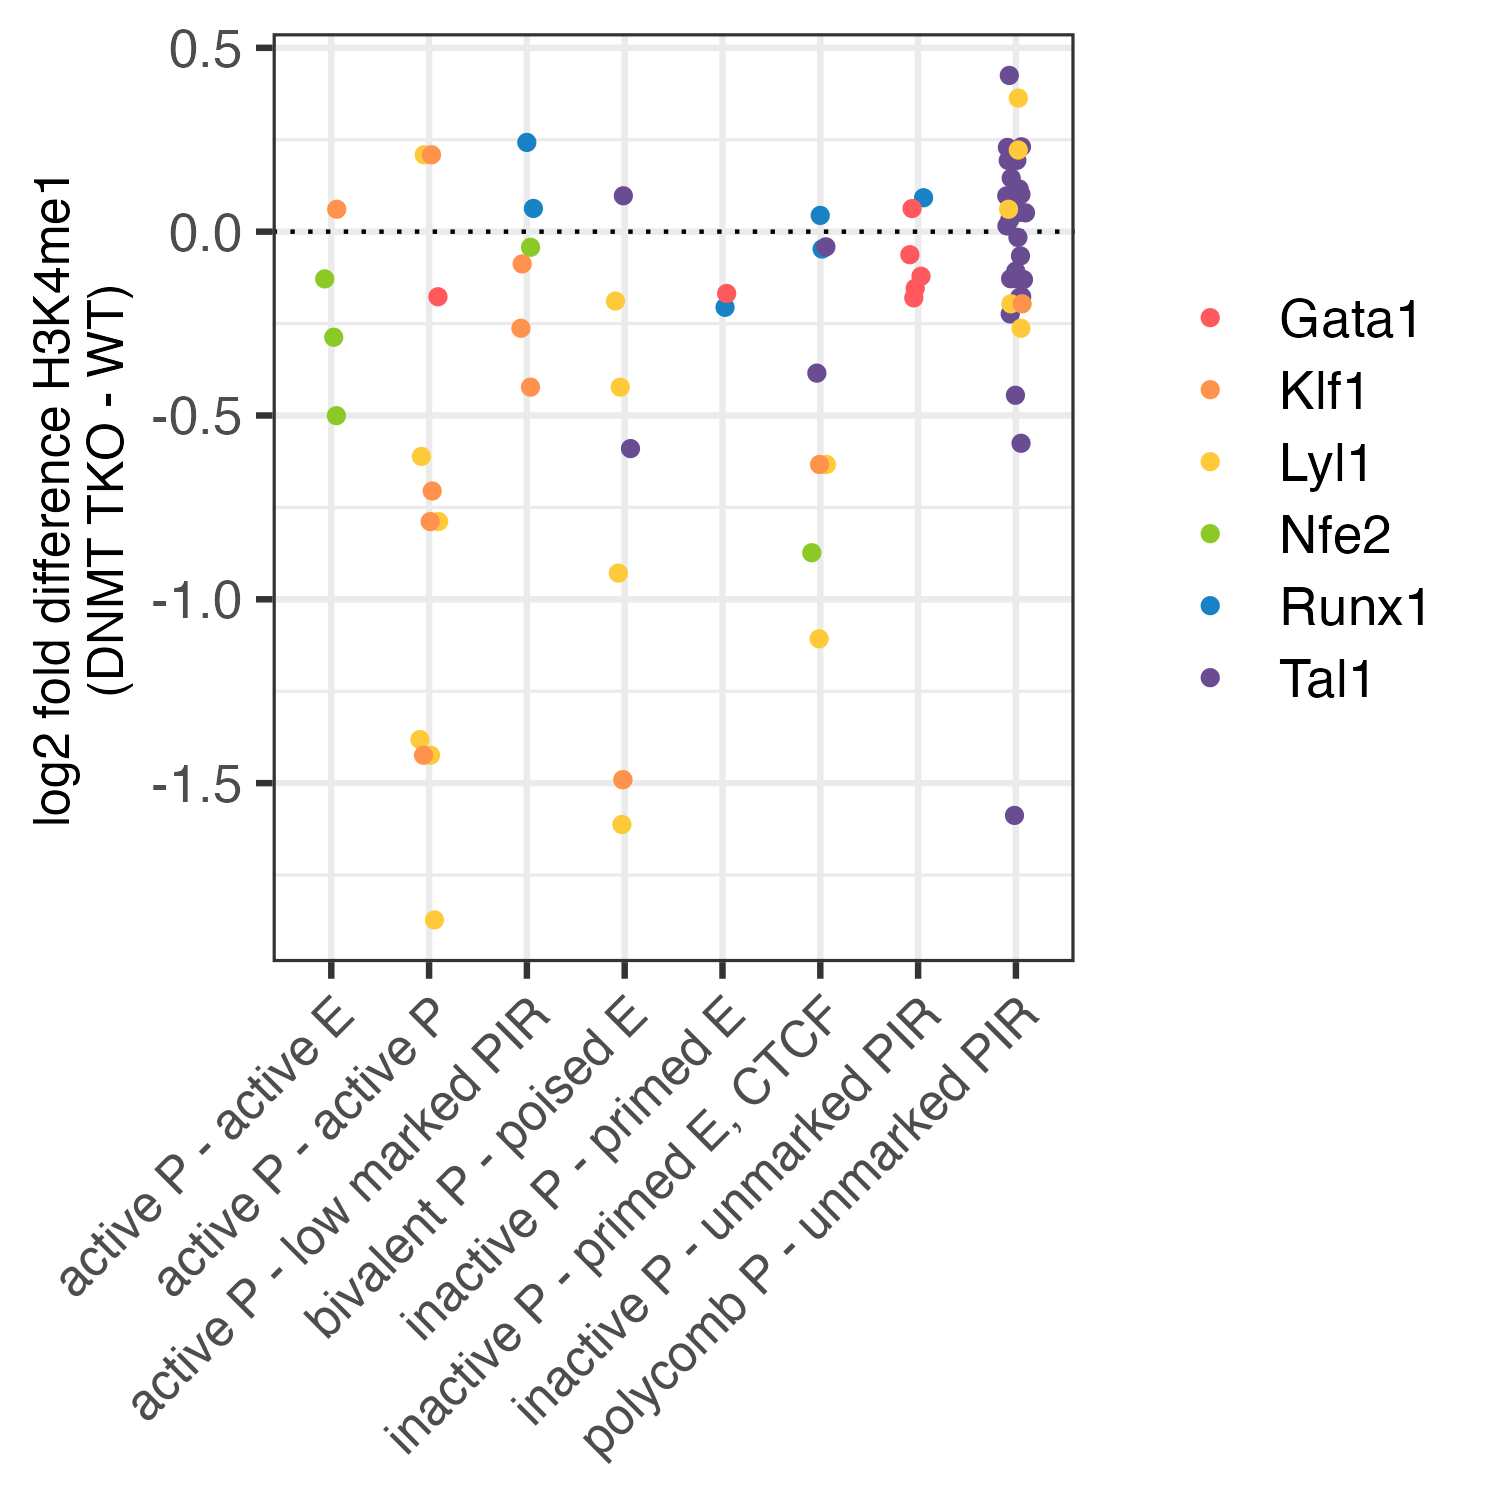 log2 fold difference H3K4me1
(DNMT TKO - WT)
0.5
0.0
-0.5
-1.0
-1.5
active P - active E
active P - active P
active P - low marked PIR
bivalent P - poised E
inactive P - primed E
inactive P - primed E, CTCF
inactive P - unmarked PIR
polycomb P - unmarked PIR
Gata1
Klf1
Lyl1
Nfe2
Runx1
Tal1